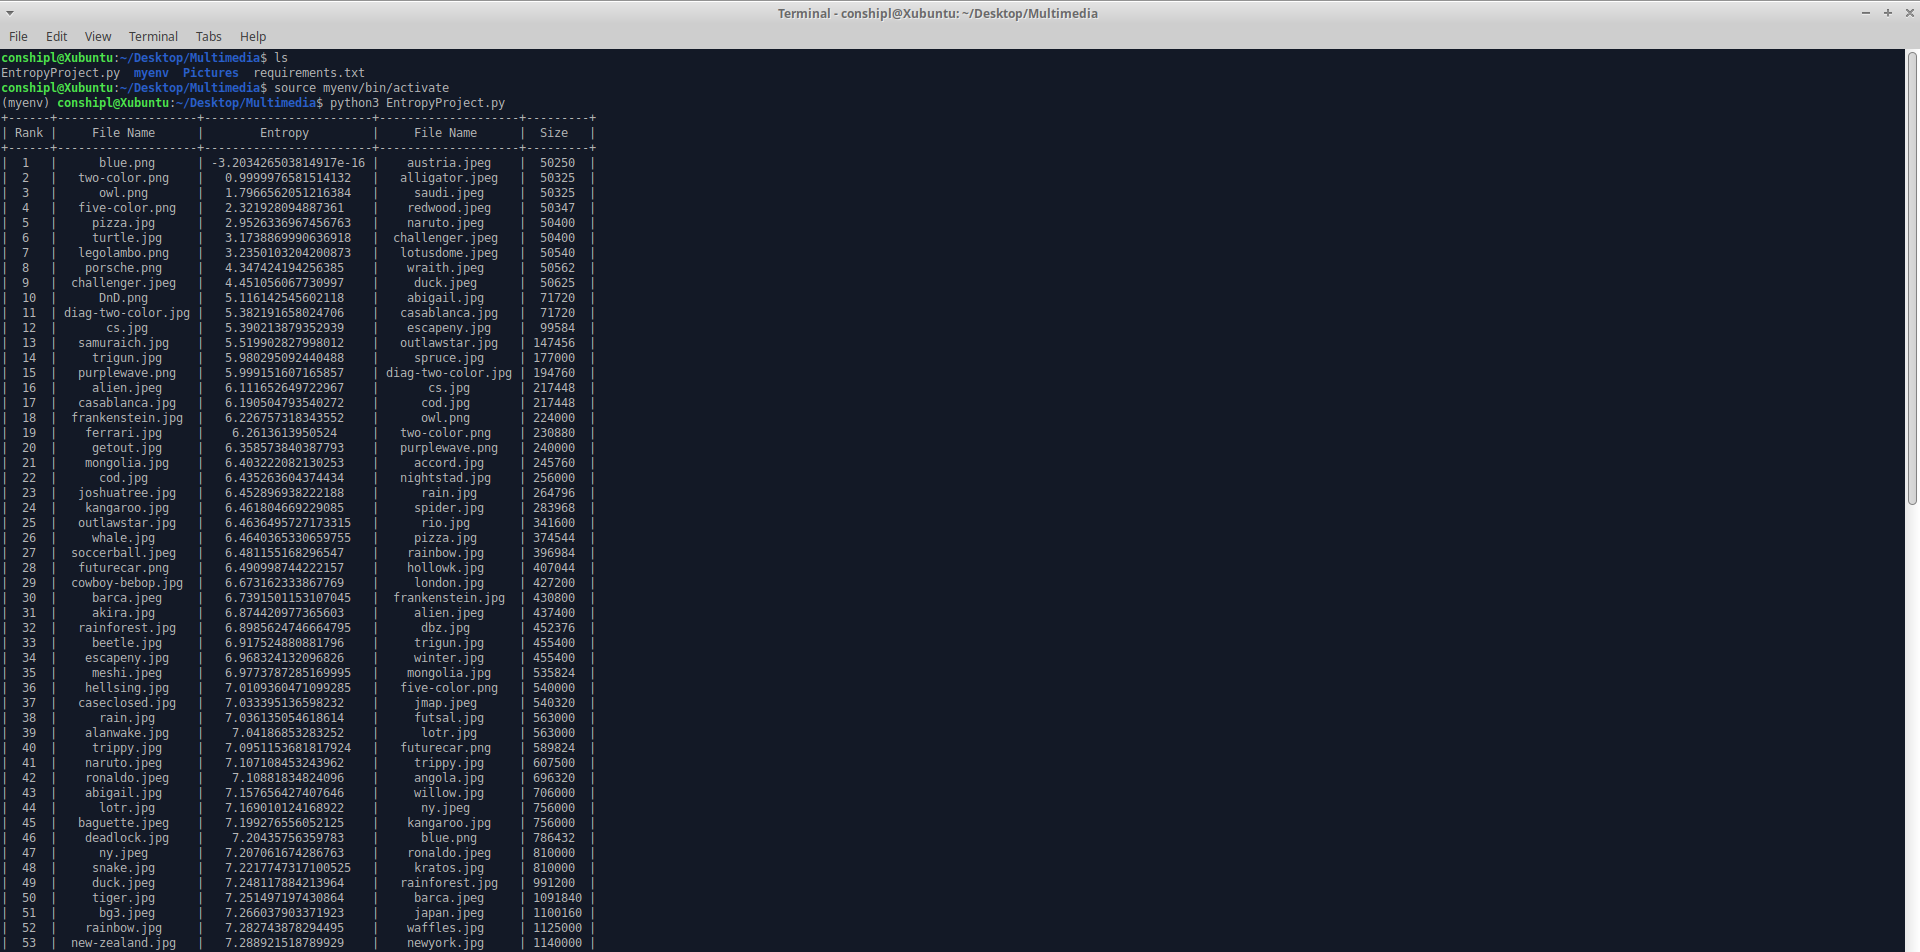 Terminal - conshipl@Xubuntu: ~/Desktop/Multimedia
File Edit View Terminal Tabs Help
conshipl@Xubuntu:~/Desktop/Multimedia$ ls
EntropyProject.py myenv Pictures requirements.txt
conshipl@Xubuntu:~/Desktop/Multimedia$ source myenv/bin/activate
(myenv) conshipl@Xubuntu:~/Desktop/Multimedia$ python3 EntropyProject.py
+------+--------------------+------------------------+--------------------+---------+
| Rank | File Name | Entropy | File Name | Size |
+------+--------------------+------------------------+--------------------+---------+
| 1 | blue.png | -3.203426503814917e-16 | austria.jpeg | 50250 |
| 2 | two-color.png | 0.9999976581514132 | alligator.jpeg | 50325 |
| 3 | owl.png | 1.7966562051216384 | saudi.jpeg | 50325 |
| 4 | five-color.png | 2.321928094887361 | redwood.jpeg | 50347 |
| 5 | pizza.jpg | 2.9526336967456763 | naruto.jpeg | 50400 |
| 6 | turtle.jpg | 3.1738869990636918 | challenger.jpeg | 50400 |
| 7 | legolambo.png | 3.2350103204200873 | lotusdome.jpeg | 50540 |
| 8 | porsche.png | 4.347424194256385 | wraith.jpeg | 50562 |
| 9 | challenger.jpeg | 4.451056067730997 | duck.jpeg | 50625 |
| 10 | DnD.png | 5.116142545602118 | abigail.jpg | 71720 |
| 11 | diag-two-color.jpg | 5.382191658024706 | casablanca.jpg | 71720 |
| 12 | cs.jpg | 5.390213879352939 | escapeny.jpg | 99584 |
| 13 | samuraich.jpg | 5.519902827998012 | outlawstar.jpg | 147456 |
| 14 | trigun.jpg | 5.980295092440488 | spruce.jpg | 177000 |
| 15 | purplewave.png | 5.999151607165857 | diag-two-color.jpg | 194760 |
| 16 | alien.jpeg | 6.111652649722967 | cs.jpg | 217448 |
| 17 | casablanca.jpg | 6.190504793540272 | cod.jpg | 217448 |
| 18 | frankenstein.jpg | 6.226757318343552 | owl.png | 224000 |
| 19 | ferrari.jpg | 6.2613613950524 | two-color.png | 230880 |
| 20 | getout.jpg | 6.358573840387793 | purplewave.png | 240000 |
| 21 | mongolia.jpg | 6.403222082130253 | accord.jpg | 245760 |
| 22 | cod.jpg | 6.435263604374434 | nightstad.jpg | 256000 |
| 23 | joshuatree.jpg | 6.452896938222188 | rain.jpg | 264796 |
| 24 | kangaroo.jpg | 6.461804669229085 | spider.jpg | 283968 |
| 25 | outlawstar.jpg | 6.4636495727173315 | rio.jpg | 341600 |
| 26 | whale.jpg | 6.4640365330659755 | pizza.jpg | 374544 |
| 27 | soccerball.jpeg | 6.481155168296547 | rainbow.jpg | 396984 |
| 28 | futurecar.png | 6.490998744222157 | hollowk.jpg | 407044 |
| 29 | cowboy-bebop.jpg | 6.673162333867769 | london.jpg | 427200 |
| 30 | barca.jpeg | 6.7391501153107045 | frankenstein.jpg | 430800 |
| 31 | akira.jpg | 6.874420977365603 | alien.jpeg | 437400 |
| 32 | rainforest.jpg | 6.8985624746664795 | dbz.jpg | 452376 |
| 33 | beetle.jpg | 6.917524880881796 | trigun.jpg | 455400 |
| 34 | escapeny.jpg | 6.968324132096826 | winter.jpg | 455400 |
| 35 | meshi.jpeg | 6.9773787285169995 | mongolia.jpg | 535824 |
| 36 | hellsing.jpg | 7.0109360471099285 | five-color.png | 540000 |
| 37 | caseclosed.jpg | 7.033395136598232 | jmap.jpeg | 540320 |
| 38 | rain.jpg | 7.036135054618614 | futsal.jpg | 563000 |
| 39 | alanwake.jpg | 7.04186853283252 | lotr.jpg | 563000 |
| 40 | trippy.jpg | 7.0951153681817924 | futurecar.png | 589824 |
| 41 | naruto.jpeg | 7.107108453243962 | trippy.jpg | 607500 |
| 42 | ronaldo.jpeg | 7.10881834824096 | angola.jpg | 696320 |
| 43 | abigail.jpg | 7.157656427407646 | willow.jpg | 706000 |
| 44 | lotr.jpg | 7.169010124168922 | ny.jpeg | 756000 |
| 45 | baguette.jpeg | 7.199276556052125 | kangaroo.jpg | 756000 |
| 46 | deadlock.jpg | 7.20435756359783 | blue.png | 786432 |
| 47 | ny.jpeg | 7.207061674286763 | ronaldo.jpeg | 810000 |
| 48 | snake.jpg | 7.2217747317100525 | kratos.jpg | 810000 |
| 49 | duck.jpeg | 7.248117884213964 | rainforest.jpg | 991200 |
| 50 | tiger.jpg | 7.251497197430864 | barca.jpeg | 1091840 |
| 51 | bg3.jpeg | 7.266037903371923 | japan.jpeg | 1100160 |
| 52 | rainbow.jpg | 7.282743878294495 | waffles.jpg | 1125000 |
| 53 | new-zealand.jpg | 7.288921518789929 | newyork.jpg | 1140000 |